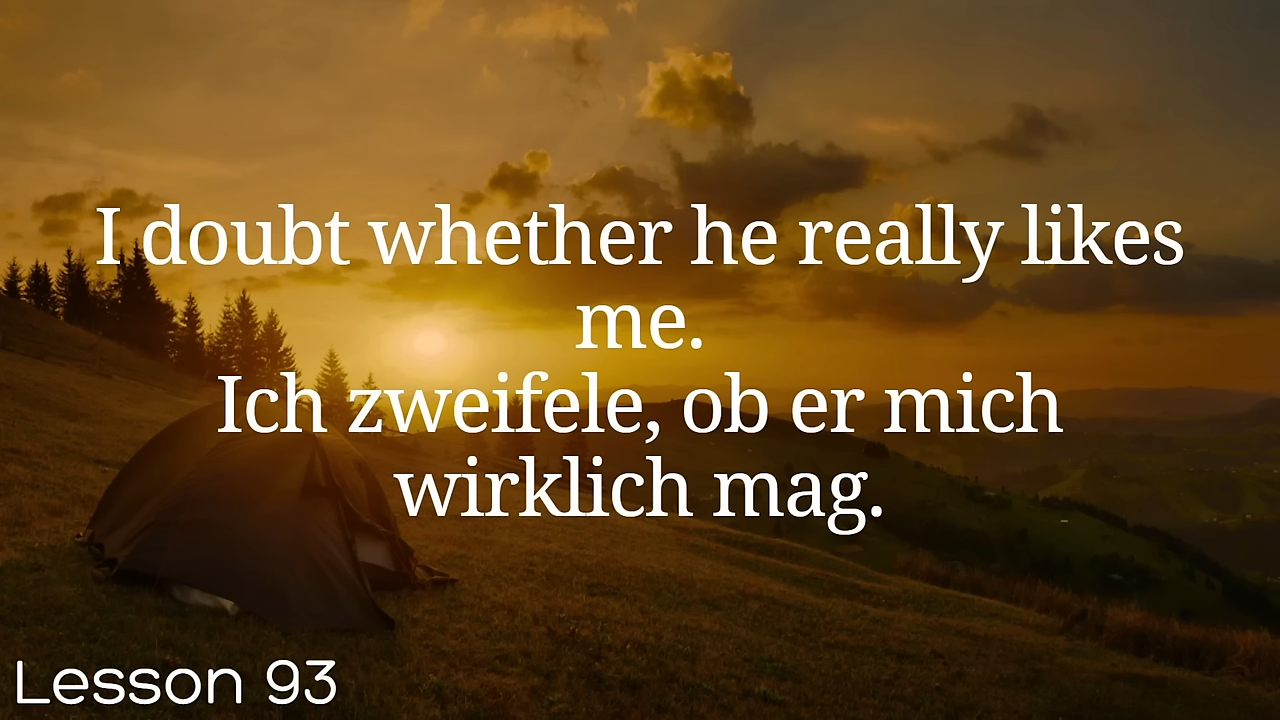 I doubt whether he really likes
me.
Ich zweifele, ob er mich
wirklich mag.
Lesson 93